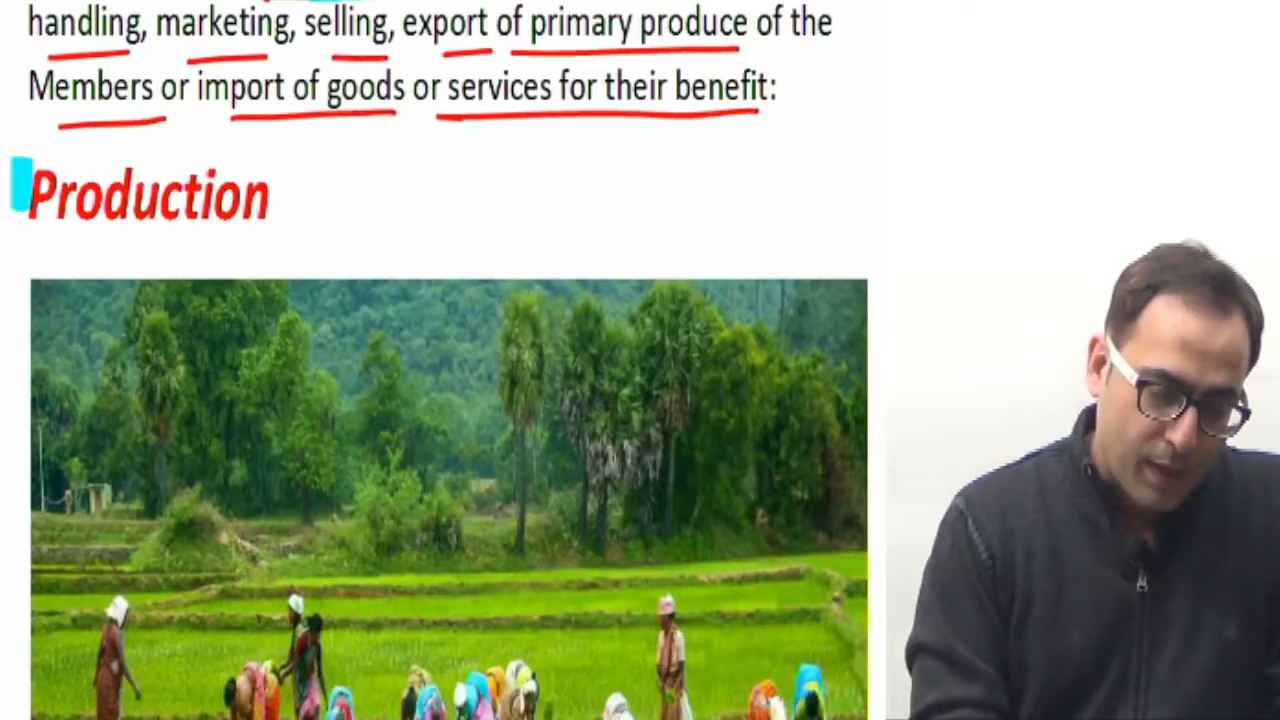 handling, marketing, selling, export of primary produce of the
Members or import of goods or services for their benefit:
Production